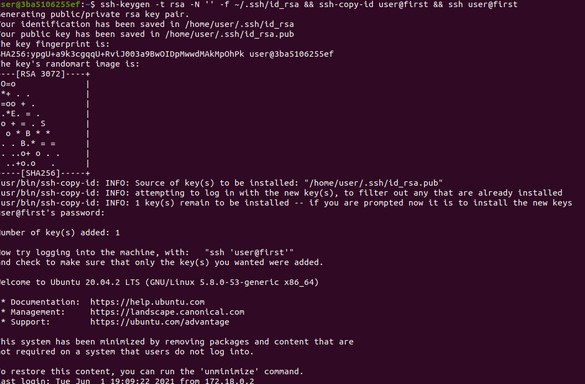 ser@3ba5106255ef:~$ ssh-keygen -t rsa -N '' -f ~/.ssh/id_rsa && ssh-copy-id user@first && ssh user@first
enerating public/private rsa key pair.
our identification has been saved in /home/user/.ssh/id_rsa
our public key has been saved in /home/user/.ssh/id_rsa.pub
he key fingerprint is:
HA256:ypgU+a9k3cgqqU+RviJ003a9BwOIDpMwwdMAkMpOhPk user@3ba5106255ef
he key's randomart image is:
---[RSA 3072]----+
O=o |
*+ . . |
=oo + . |
.*E. = . |
o + = . S |
 o * B * * |
. . B.* = = |
. ..o+ o . . |
 ..+o.o . |
----[SHA256]-----+
usr/bin/ssh-copy-id: INFO: Source of key(s) to be installed: "/home/user/.ssh/id_rsa.pub"
usr/bin/ssh-copy-id: INFO: attempting to log in with the new key(s), to filter out any that are already installed
usr/bin/ssh-copy-id: INFO: 1 key(s) remain to be installed -- if you are prompted now it is to install the new keys
ser@first's password:
umber of key(s) added: 1
ow try logging into the machine, with: "ssh 'user@first'"
nd check to make sure that only the key(s) you wanted were added.
elcome to Ubuntu 20.04.2 LTS (GNU/Linux 5.8.0-53-generic x86_64)
* Documentation: https://help.ubuntu.com
* Management: https://landscape.canonical.com
* Support: https://ubuntu.com/advantage
his system has been minimized by removing packages and content that are
ot required on a system that users do not log into.
o restore this content, you can run the 'unminimize' command.
ast login: Tue Jun 1 19:09:22 2021 from 172.18.0.2